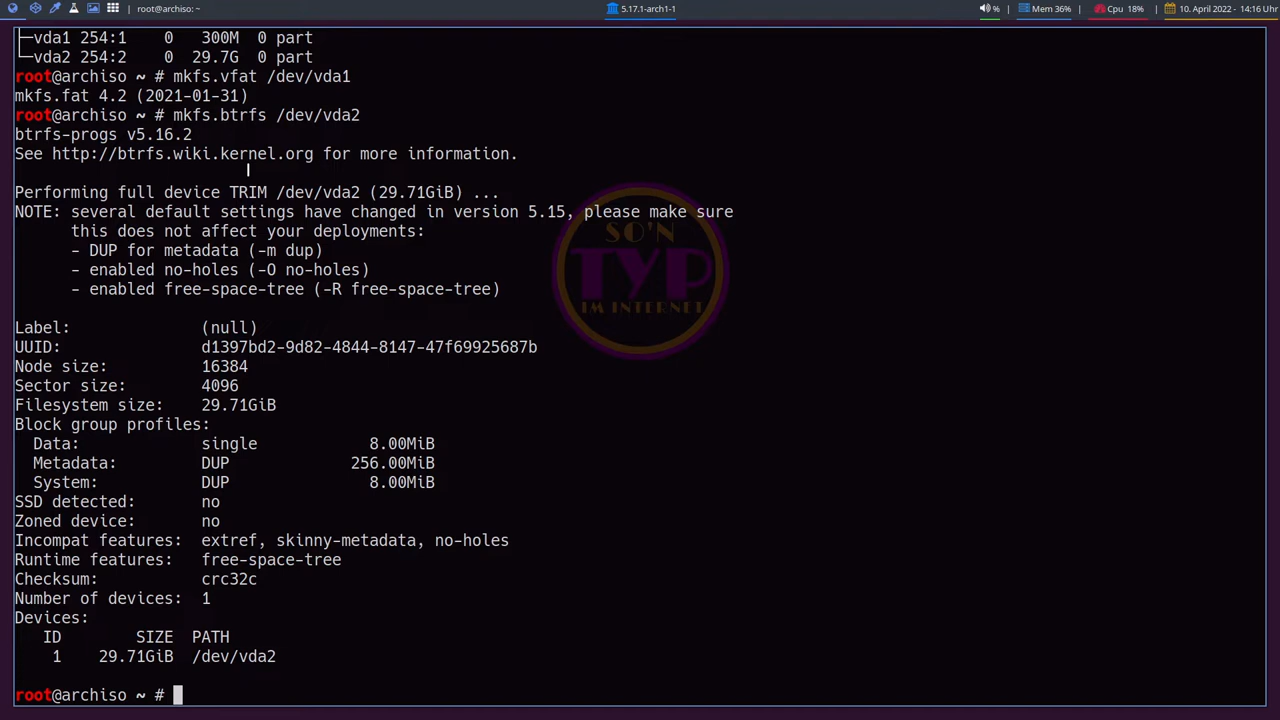 root@archiso: ~
5.17.1-arch1-1
%
Mem 36%
Cpu 18%
10. April 2022 - 14:16 Uhr
├─vda1 254:1    0   300M  0 part
└─vda2 254:2    0  29.7G  0 part
root@archiso ~ # mkfs.vfat /dev/vda1
mkfs.fat 4.2 (2021-01-31)
root@archiso ~ # mkfs.btrfs /dev/vda2
btrfs-progs v5.16.2
See http://btrfs.wiki.kernel.org for more information.
Performing full device TRIM /dev/vda2 (29.71GiB) ...
NOTE: several default settings have changed in version 5.15, please make sure
      this does not affect your deployments:
      - DUP for metadata (-m dup)
      - enabled no-holes (-O no-holes)
      - enabled free-space-tree (-R free-space-tree)
SO'N
TYP
IM INTERNET
Label:              (null)
UUID:               d1397bd2-9d82-4844-8147-47f69925687b
Node size:          16384
Sector size:        4096
Filesystem size:    29.71GiB
Block group profiles:
  Data:             single            8.00MiB
  Metadata:         DUP             256.00MiB
  System:           DUP               8.00MiB
SSD detected:       no
Zoned device:       no
Incompat features:  extref, skinny-metadata, no-holes
Runtime features:   free-space-tree
Checksum:           crc32c
Number of devices:  1
Devices:
   ID        SIZE  PATH
    1    29.71GiB  /dev/vda2
root@archiso ~ #